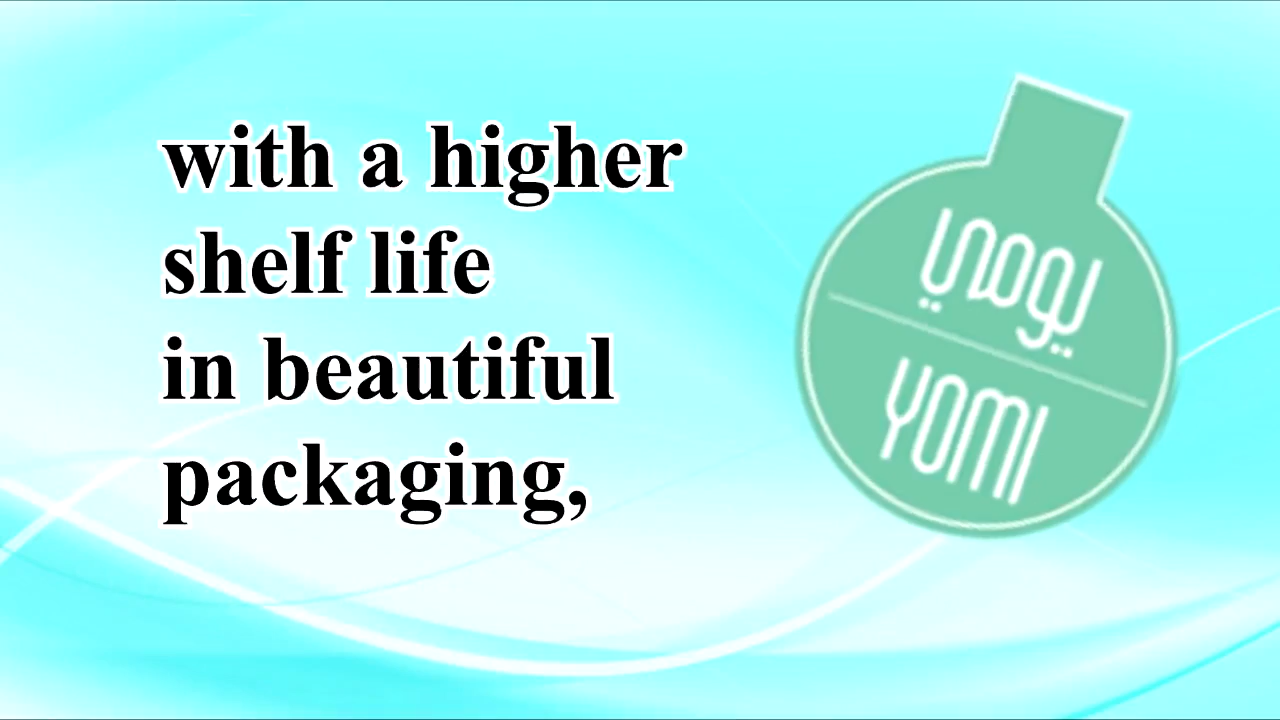 with a higher
shelf life
in beautiful
packaging,
يومي
YOMI